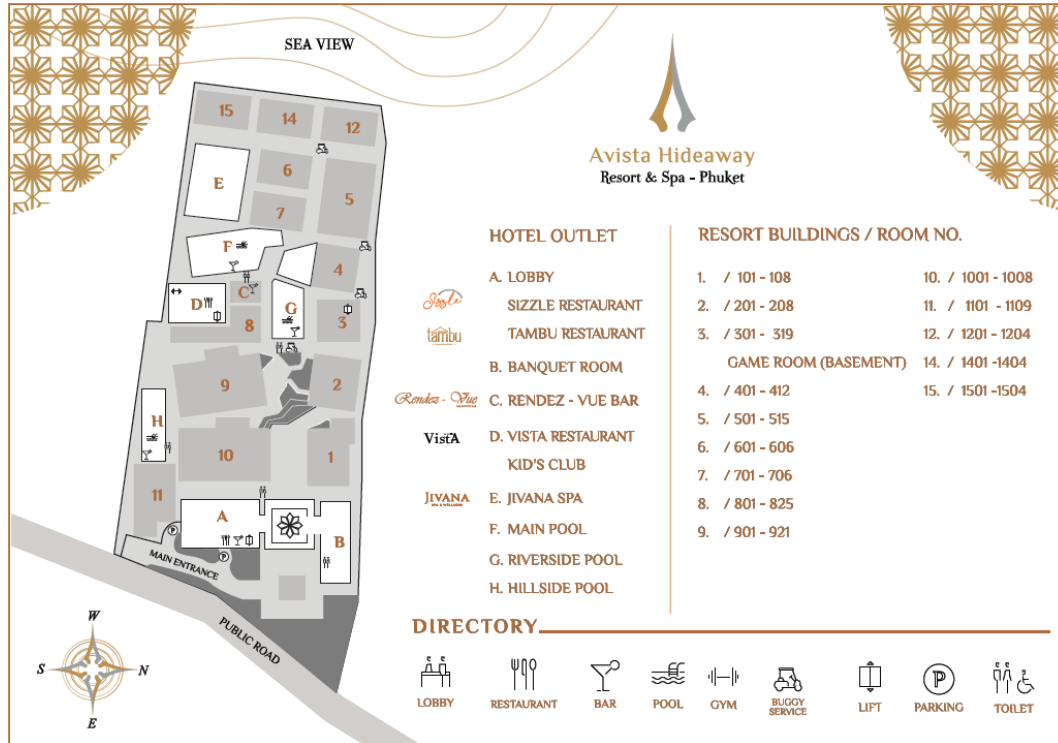 SEA VIEW
Avista Hideaway
Resort & Spa - Phuket
15
14
12
E
6
5
7
F
4
D
C
G
3
8
9
2
H
10
1
11
A
B
P
P
MAIN ENTRANCE
PUBLIC ROAD
W
S
N
E
HOTEL OUTLET
A. LOBBY
Sizzle
SIZZLE RESTAURANT
tambu
TAMBU RESTAURANT
B. BANQUET ROOM
Rendez - Vue
C. RENDEZ - VUE BAR
VistA
D. VISTA RESTAURANT
KID'S CLUB
JIVANA
SPA & WELLNESS
E. JIVANA SPA
F. MAIN POOL
G. RIVERSIDE POOL
H. HILLSIDE POOL
RESORT BUILDINGS / ROOM NO.
1. / 101 - 108
2. / 201 - 208
3. / 301 - 319
GAME ROOM (BASEMENT)
4. / 401 - 412
5. / 501 - 515
6. / 601 - 606
7. / 701 - 706
8. / 801 - 825
9. / 901 - 921
10. / 1001 - 1008
11. / 1101 - 1109
12. / 1201 - 1204
14. / 1401 -1404
15. / 1501 -1504
DIRECTORY
LOBBY
RESTAURANT
BAR
POOL
GYM
BUGGY
SERVICE
LIFT
P
PARKING
TOILET